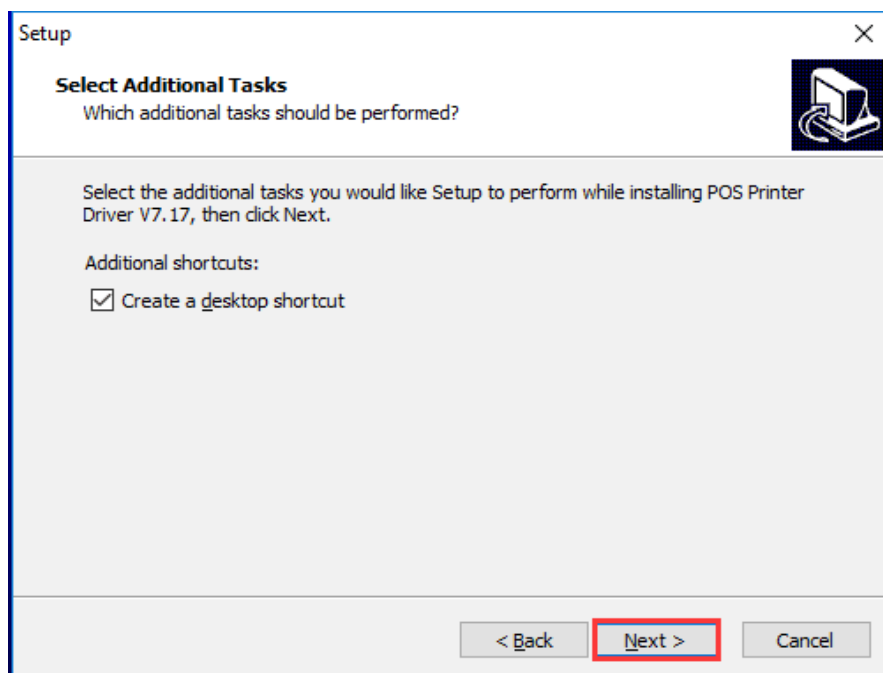 Setup
Select Additional Tasks
Which additional tasks should be performed?
Select the additional tasks you would like Setup to perform while installing POS Printer
Driver V7.17, then click Next.
Additional shortcuts:
Create a desktop shortcut
< Back Next > Cancel